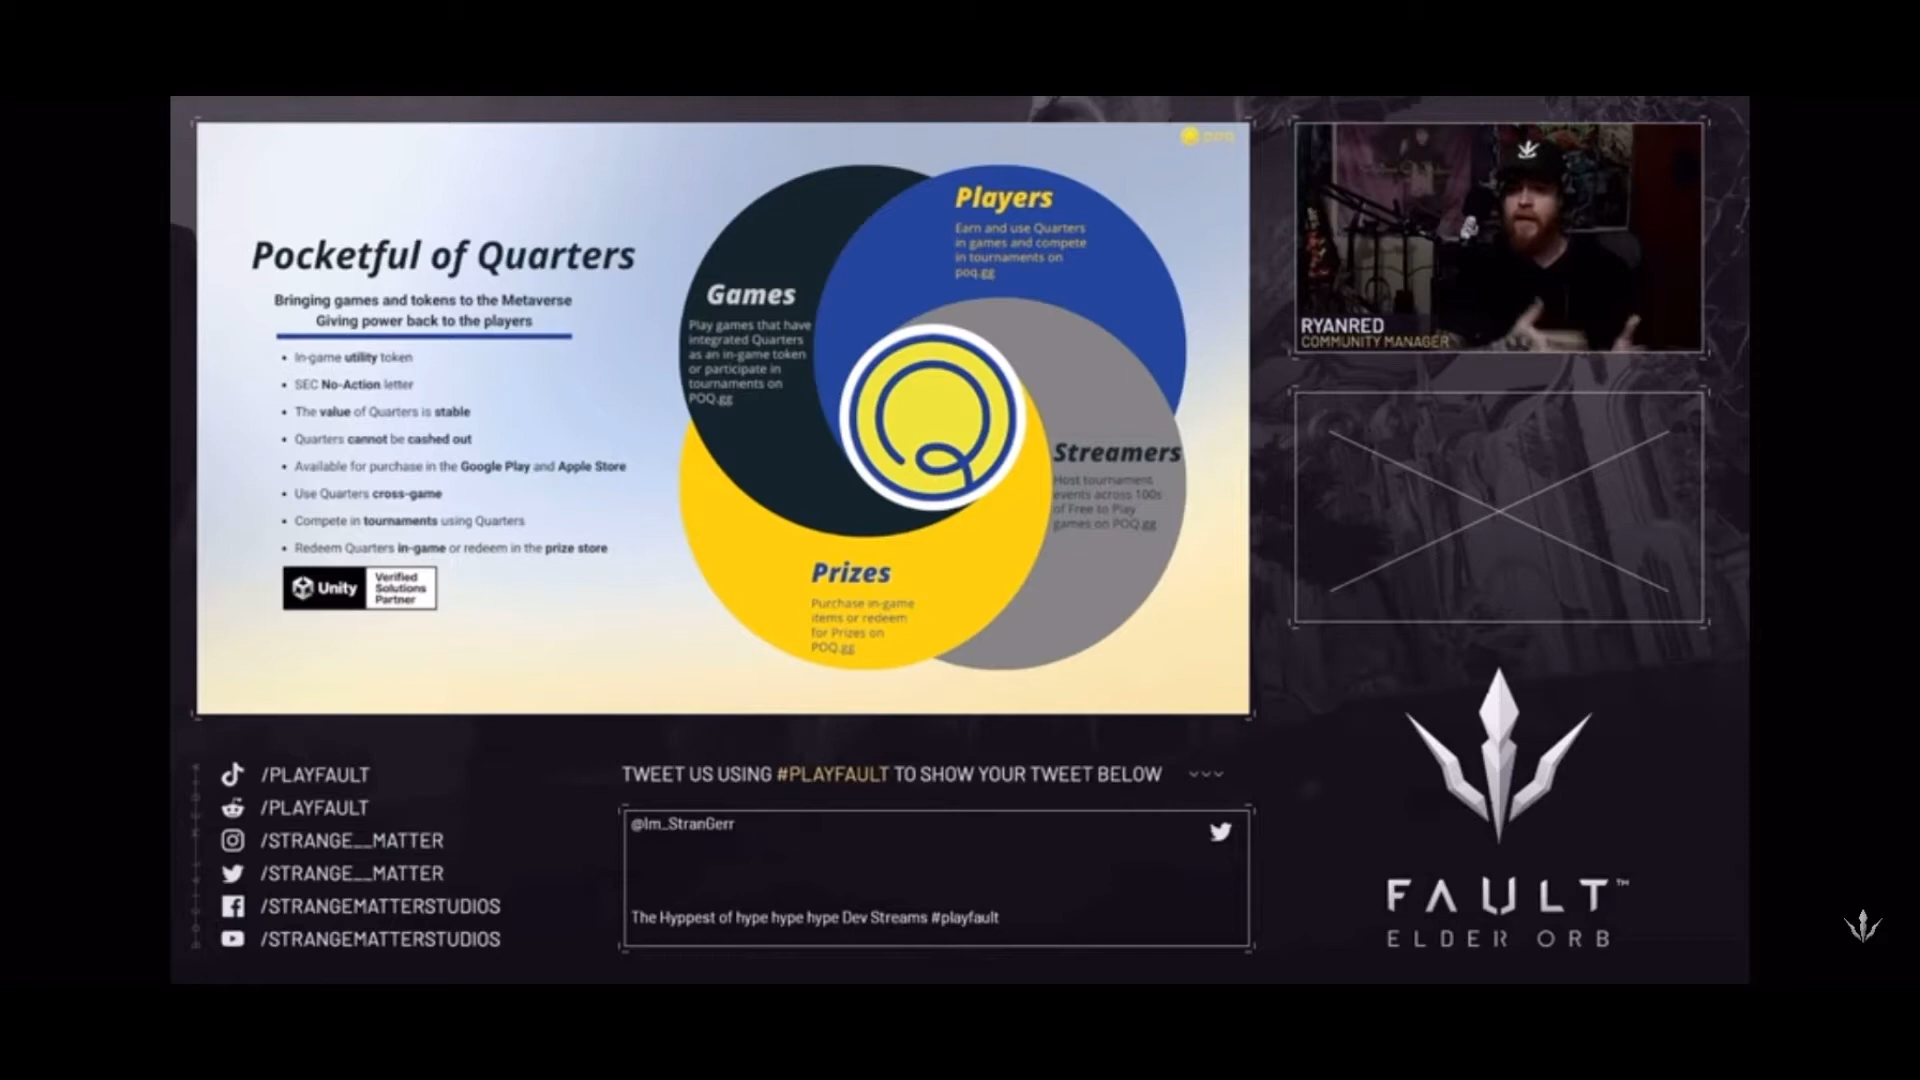 POQ
Pocketful of Quarters
Bringing games and tokens to the Metaverse
Giving power back to the players
• In-game utility token
• SEC No-Action letter
• The value of Quarters is stable
• Quarters cannot be cashed out
• Available for purchase in the Google Play and Apple Store
• Use Quarters cross-game
• Compete in tournaments using Quarters
• Redeem Quarters in-game or redeem in the prize store
Unity
Verified
Solutions
Partner
Games
Play games that have
integrated Quarters
as an in-game token
or participate in
tournaments on
POQ.gg
Players
Earn and use Quarters
in games and compete
in tournaments on
poq.gg
Streamers
Host tournament
events across 100s
of Free to Play
games on POQ.gg
Prizes
Purchase in-game
items or redeem
for Prizes on
POQ.gg
RYANRED
COMMUNITY MANAGER
/PLAYFAULT
/PLAYFAULT
/STRANGE__MATTER
/STRANGE__MATTER
/STRANGEMATTERSTUDIOS
/STRANGEMATTERSTUDIOS
TWEET US USING #PLAYFAULT TO SHOW YOUR TWEET BELOW
@Im_StranGerr
The Hyppest of hype hype hype Dev Streams #playfault
FAULT™
ELDER ORB